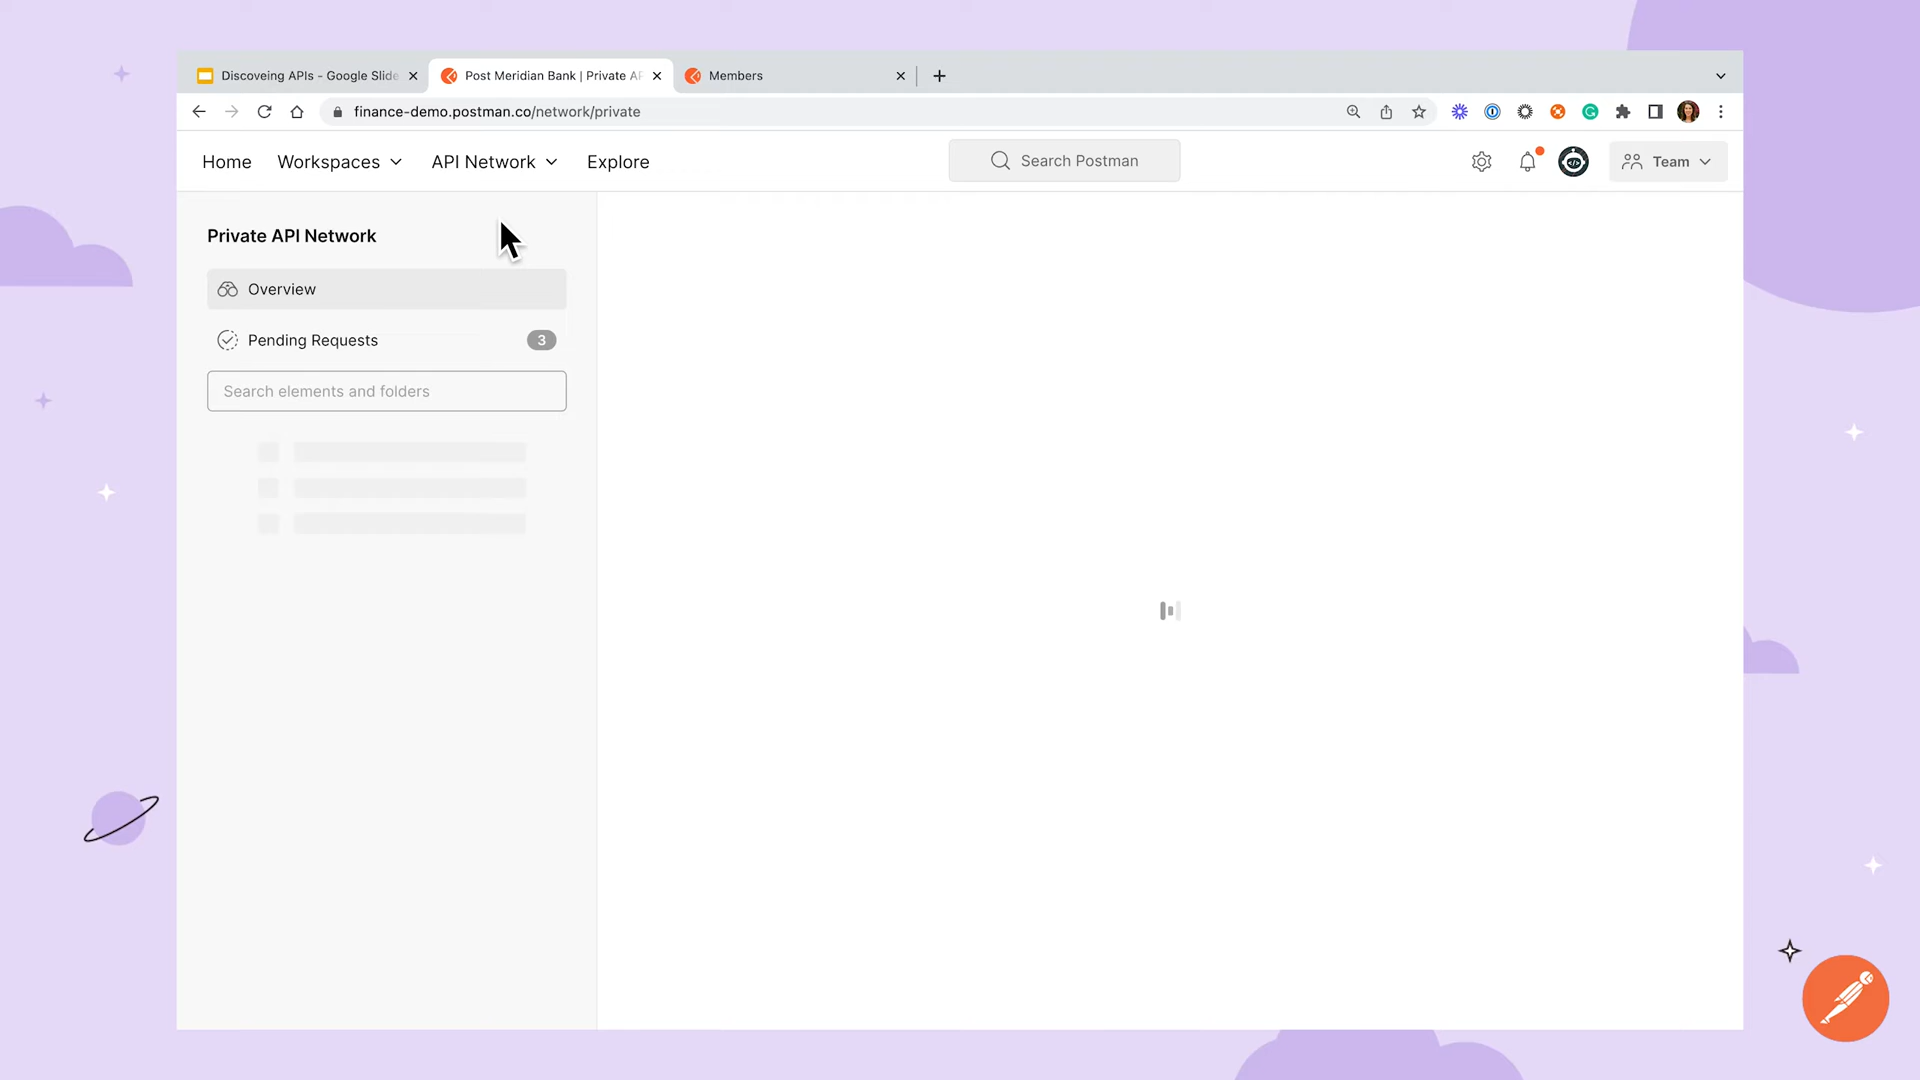 Discoveing APIs - Google Slide
Post Meridian Bank | Private AP
Members
finance-demo.postman.co/network/private
Home
Workspaces
API Network
Explore
Search Postman
Team
Private API Network
Overview
Pending Requests
3
Search elements and folders